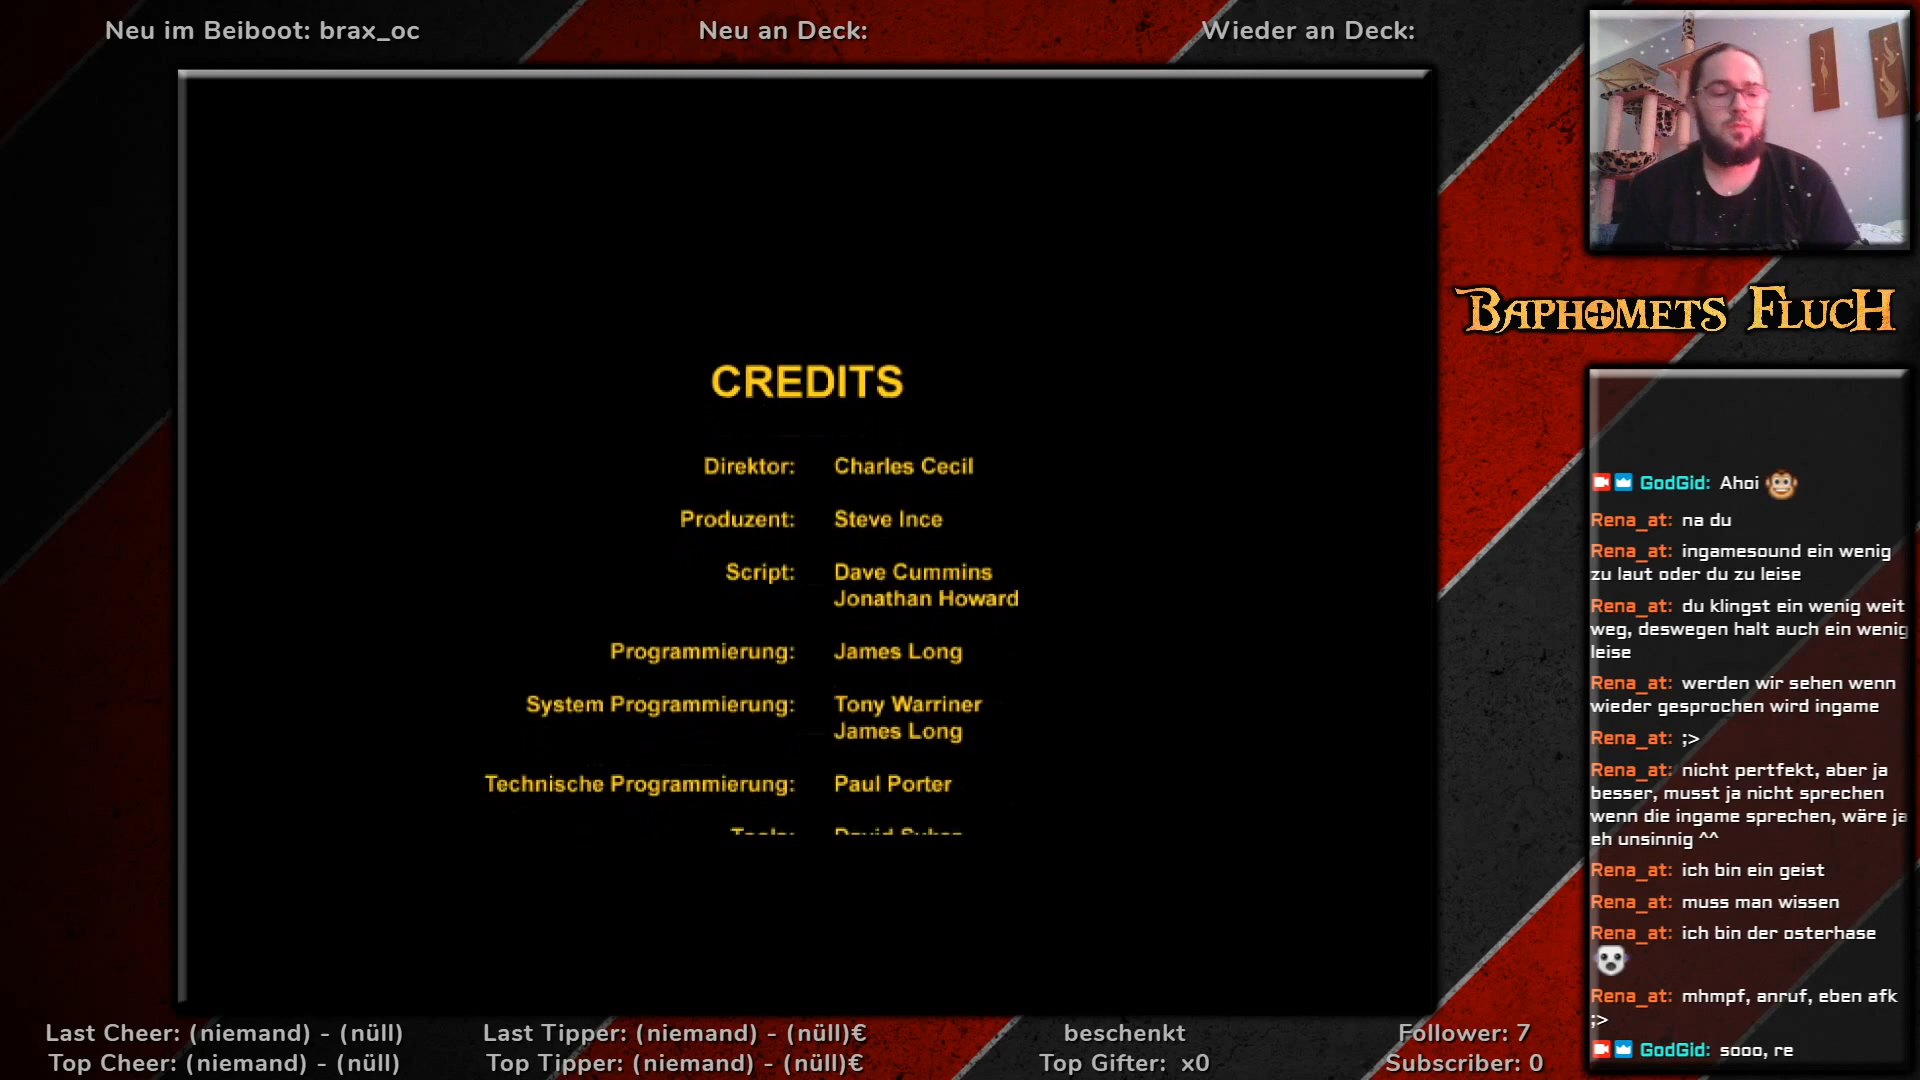 Neu im Beiboot: brax_oc
Neu an Deck:
Wieder an Deck:
BAPHOMETS FLUCH
CREDITS
Direktor: Charles Cecil
Produzent: Steve Ince
Script: Dave Cummins
Jonathan Howard
Programmierung: James Long
System Programmierung: Tony Warriner
James Long
Technische Programmierung: Paul Porter
GodGid: Ahoi
Rena_at: na du
Rena_at: ingamesound ein wenig
zu laut oder du zu leise
Rena_at: du klingst ein wenig weit
weg, deswegen halt auch ein wenig
leise
Rena_at: werden wir sehen wenn
wieder gesprochen wird ingame
Rena_at: ;>
Rena_at: nicht pertfekt, aber ja
besser, musst ja nicht sprechen
wenn die ingame sprechen, wäre ja
eh unsinnig ^^
Rena_at: ich bin ein geist
Rena_at: muss man wissen
Rena_at: ich bin der osterhase
Rena_at: mhmpf, anruf, eben afk
;>
GodGid: sooo, re
Last Cheer: (niemand) - (nüll)
Top Cheer: (niemand) - (nüll)
Last Tipper: (niemand) - (nüll)€
Top Tipper: (niemand) - (nüll)€
beschenkt
Top Gifter: x0
Follower: 7
Subscriber: 0